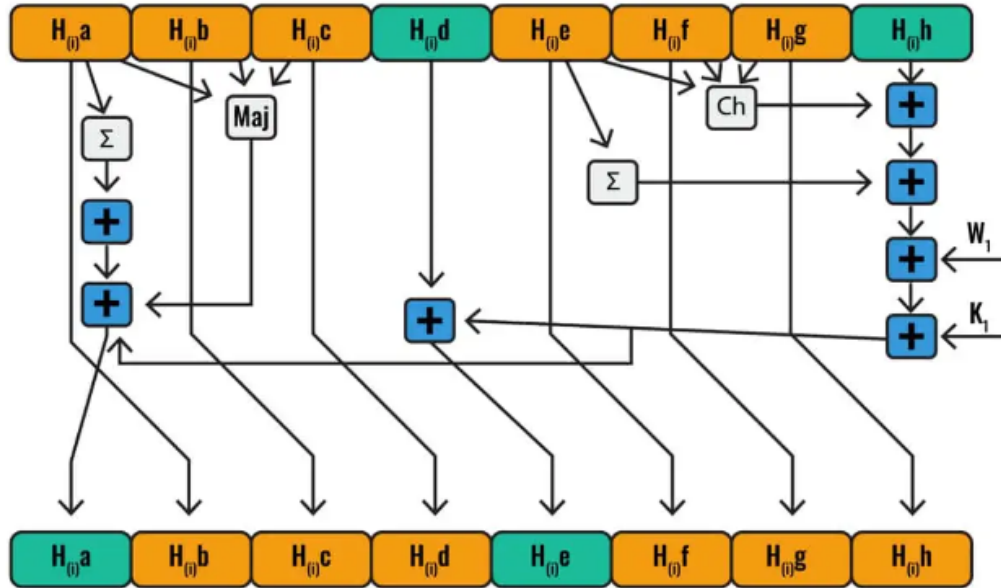 H(i)a H(i)b H(i)c H(i)d H(i)e H(i)f H(i)g H(i)h
Maj Ch +
Σ
Σ +
+
+ W1
+ + + K1
H(i)a H(i)b H(i)c H(i)d H(i)e H(i)f H(i)g H(i)h